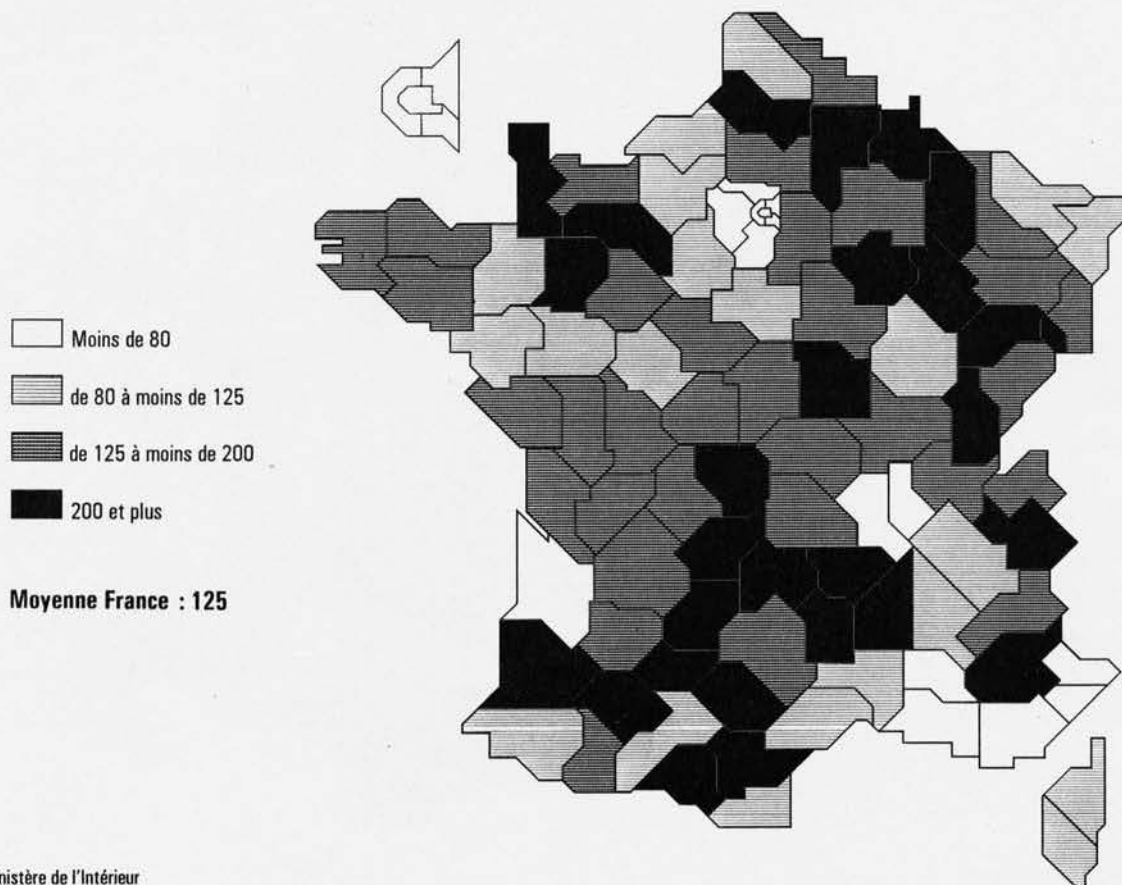 Moins de 80
de 80 à moins de 125
de 125 à moins de 200
200 et plus
Moyenne France : 125
nistère de l'Intérieur